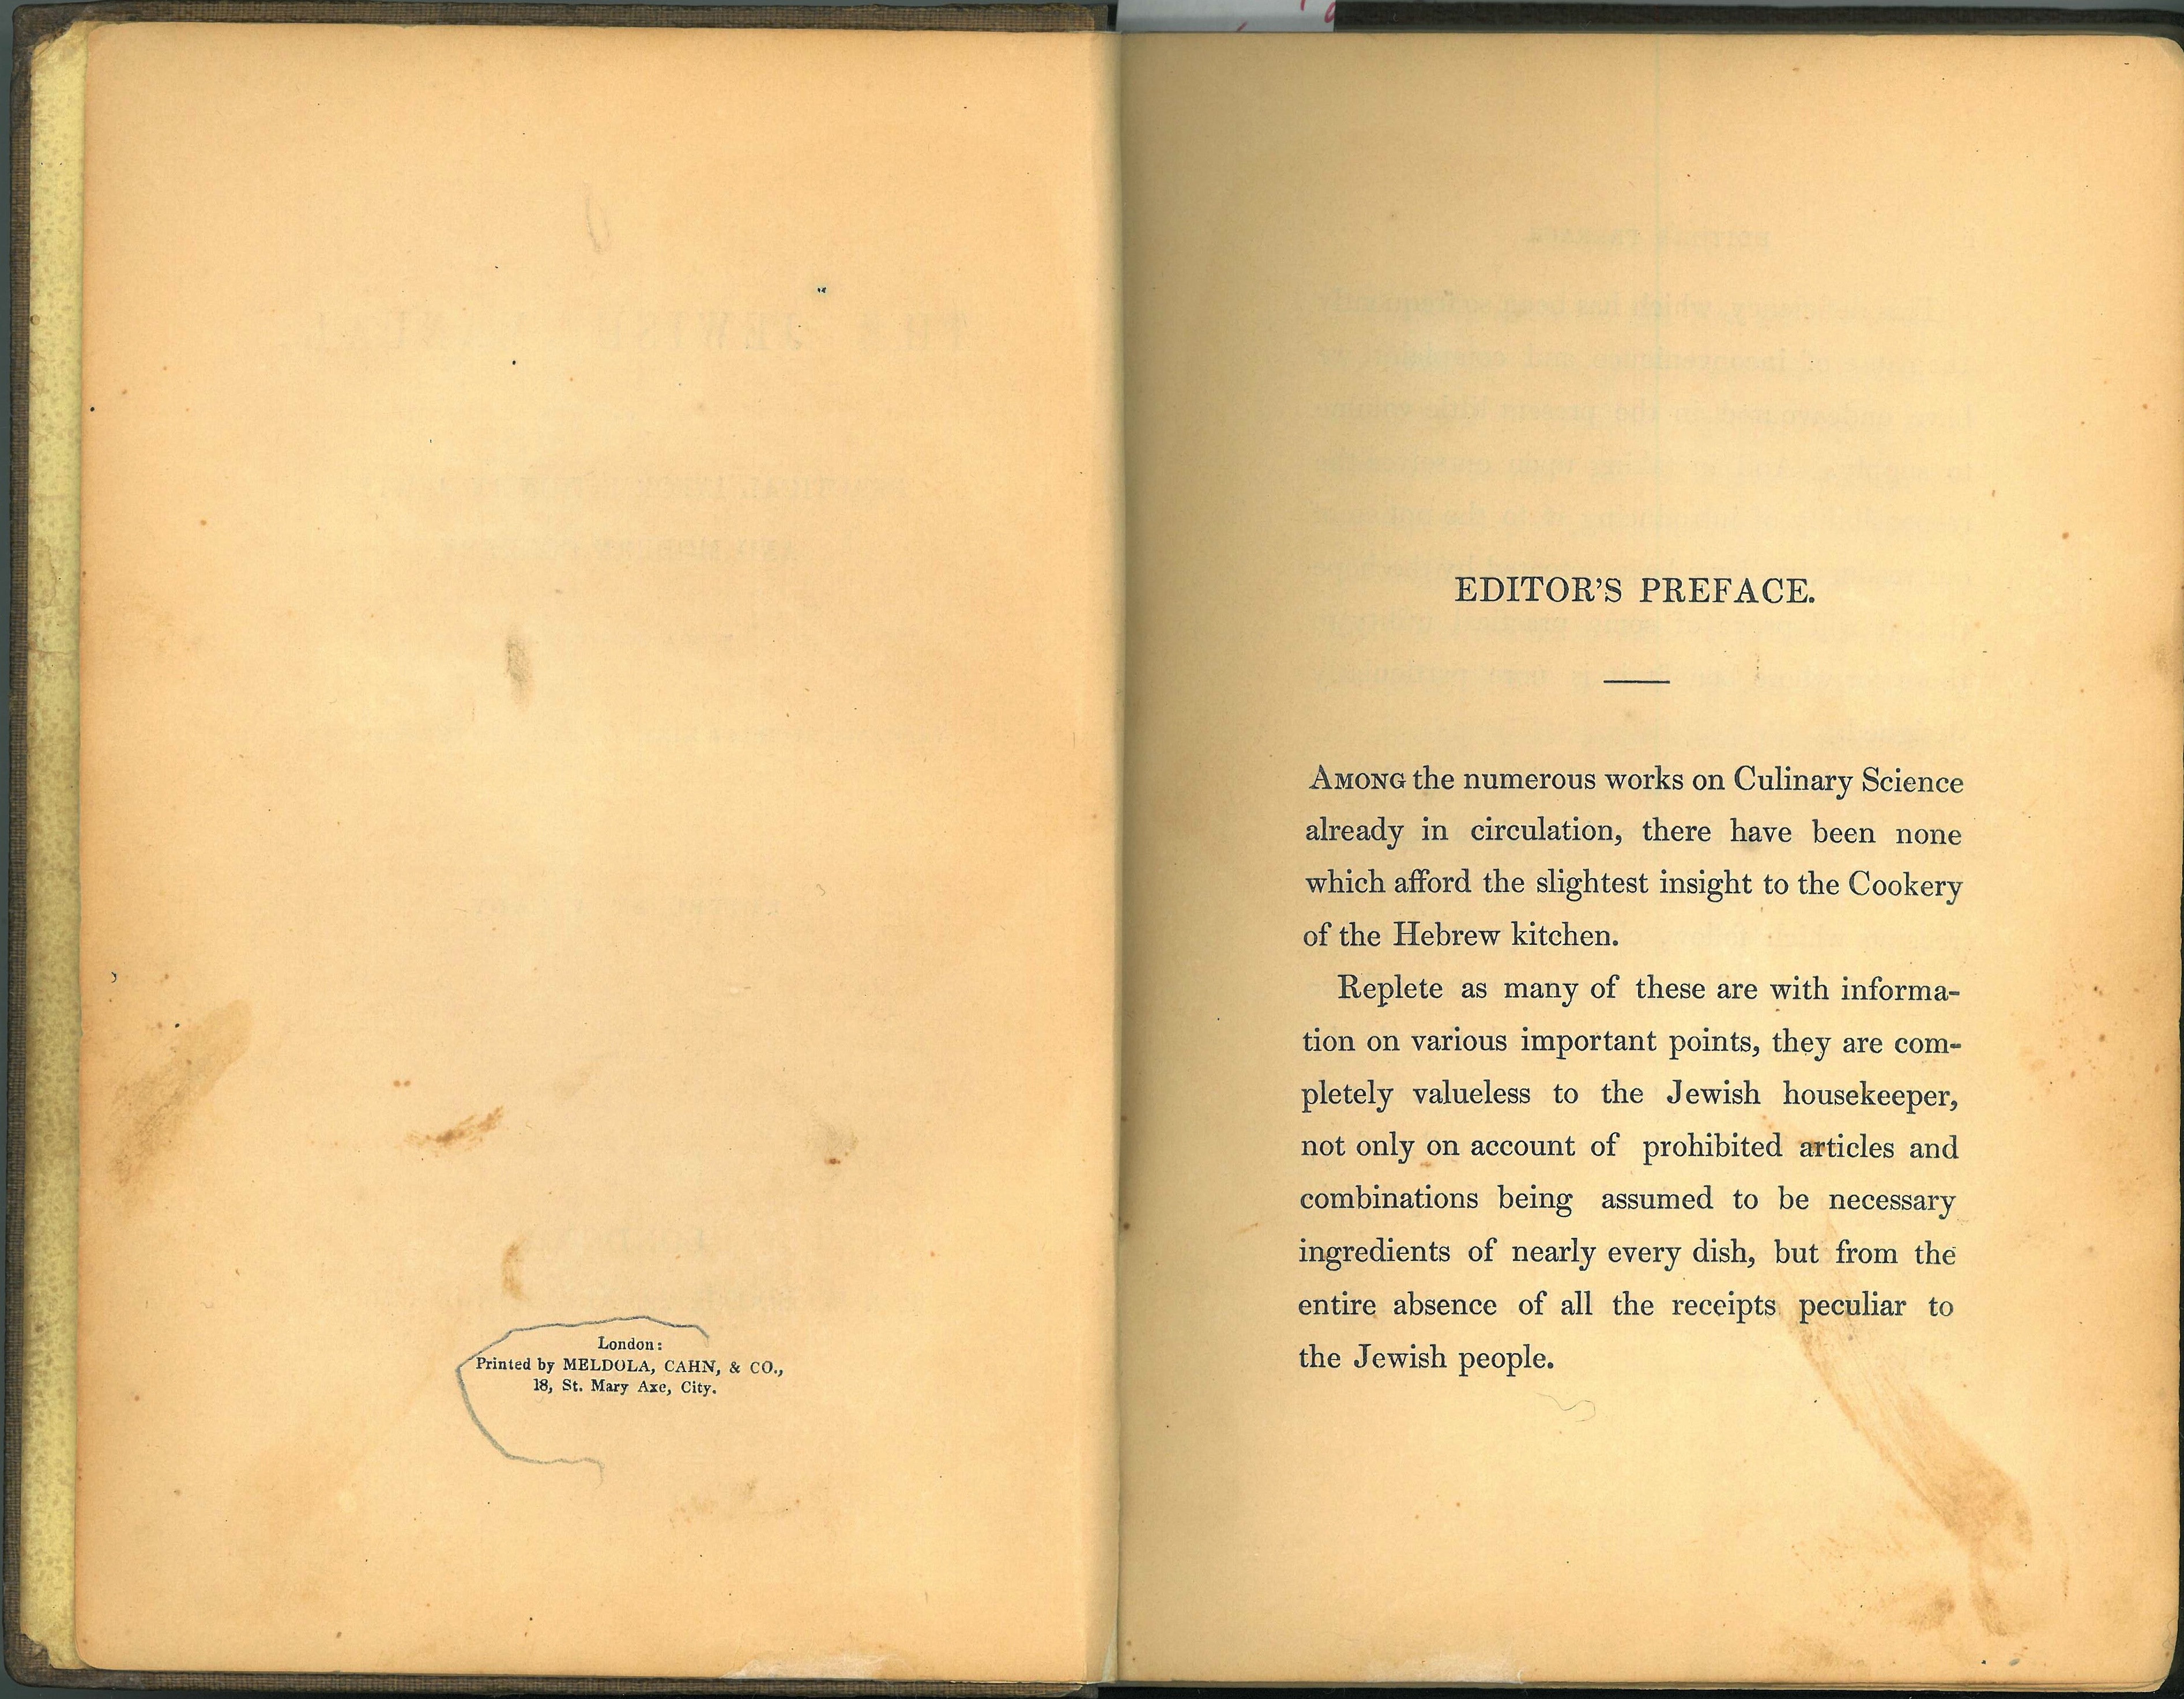 London:
Printed by MELDOLA, CAHN, & CO.,
18, St. Mary Axe, City.
EDITOR'S PREFACE.
AMONG the numerous works on Culinary Science
already in circulation, there have been none
which afford the slightest insight to the Cookery
of the Hebrew kitchen.
Replete as many of these are with informa-
tion on various important points, they are com-
pletely valueless to the Jewish housekeeper,
not only on account of prohibited articles and
combinations being assumed to be necessary
ingredients of nearly every dish, but from the
entire absence of all the receipts peculiar to
the Jewish people.